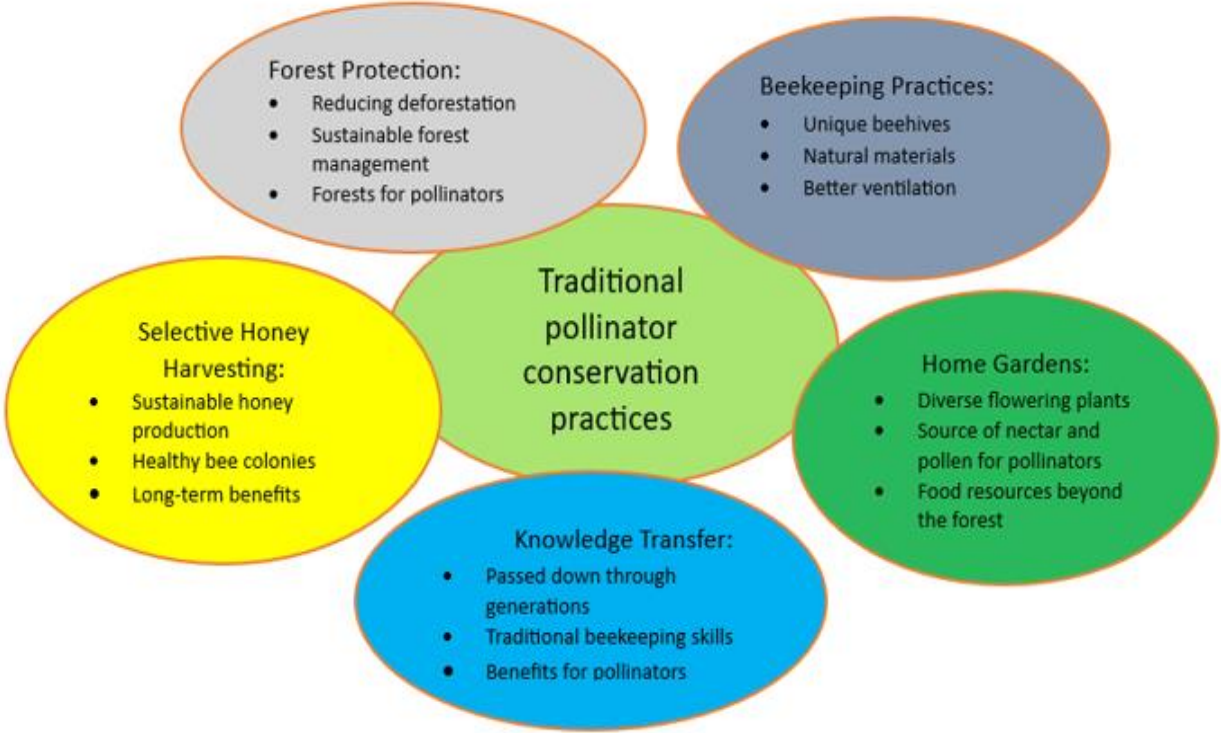 Forest Protection:
• Reducing deforestation
• Sustainable forest
management
• Forests for pollinators
Beekeeping Practices:
• Unique beehives
• Natural materials
• Better ventilation
Traditional
pollinator
conservation
practices
Selective Honey
Harvesting:
• Sustainable honey
production
• Healthy bee colonies
• Long-term benefits
Home Gardens:
• Diverse flowering plants
• Source of nectar and
pollen for pollinators
• Food resources beyond
the forest
Knowledge Transfer:
• Passed down through
generations
• Traditional beekeeping skills
• Benefits for pollinators